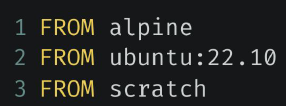 1 FROM alpine
2 FROM ubuntu:22.10
3 FROM scratch